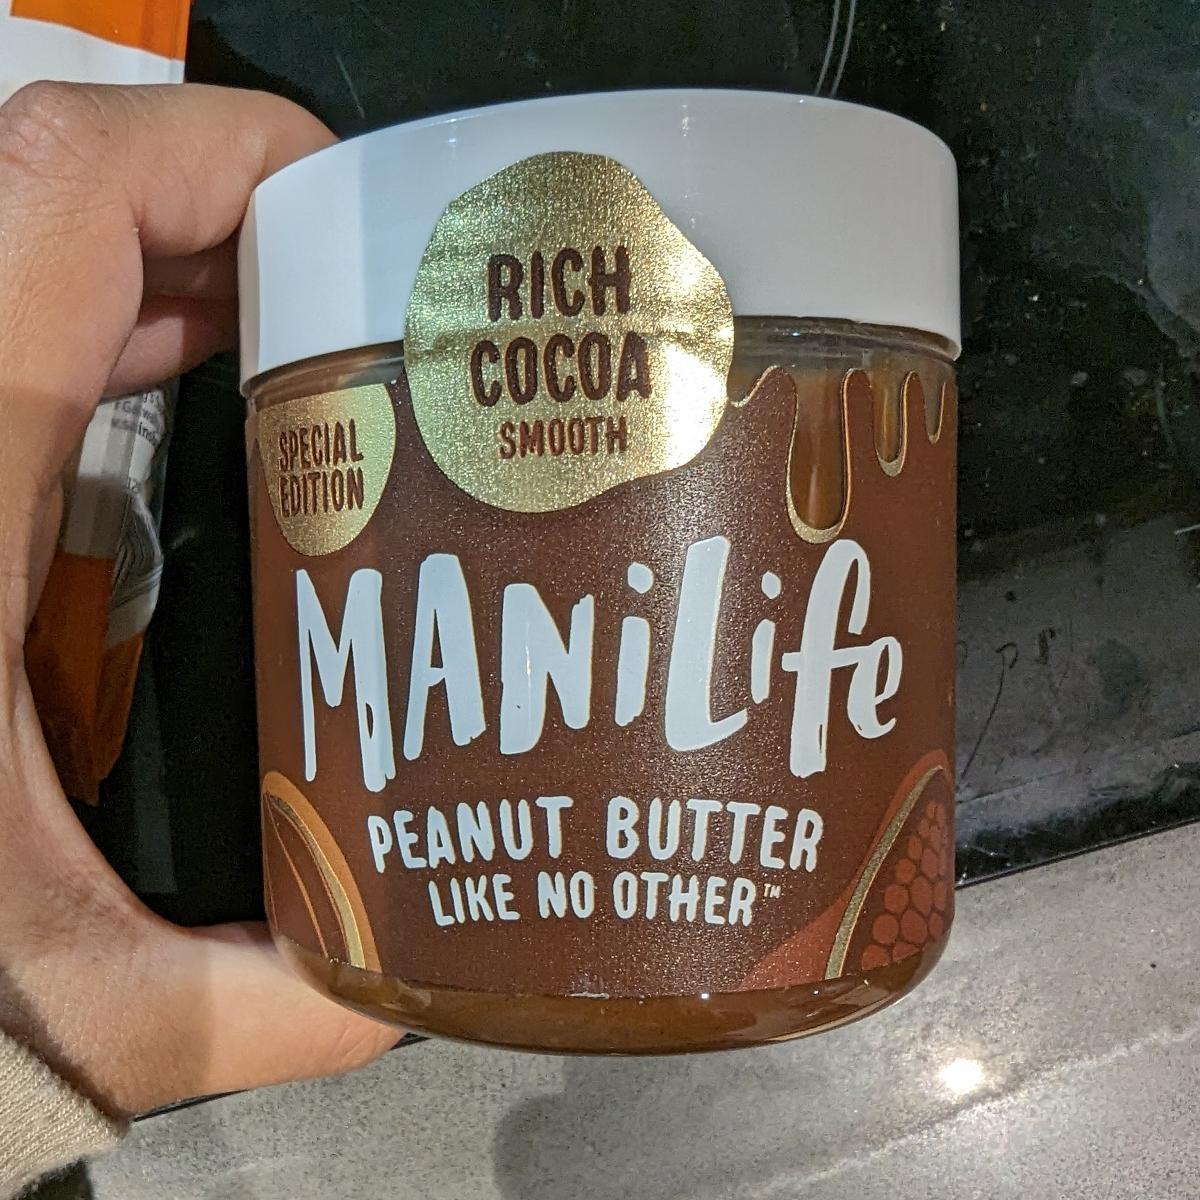 RICH
COCOA
SMOOTH
SPECIAL
EDITION
MANiLife
PEANUT BUTTER
LIKE NO OTHER™